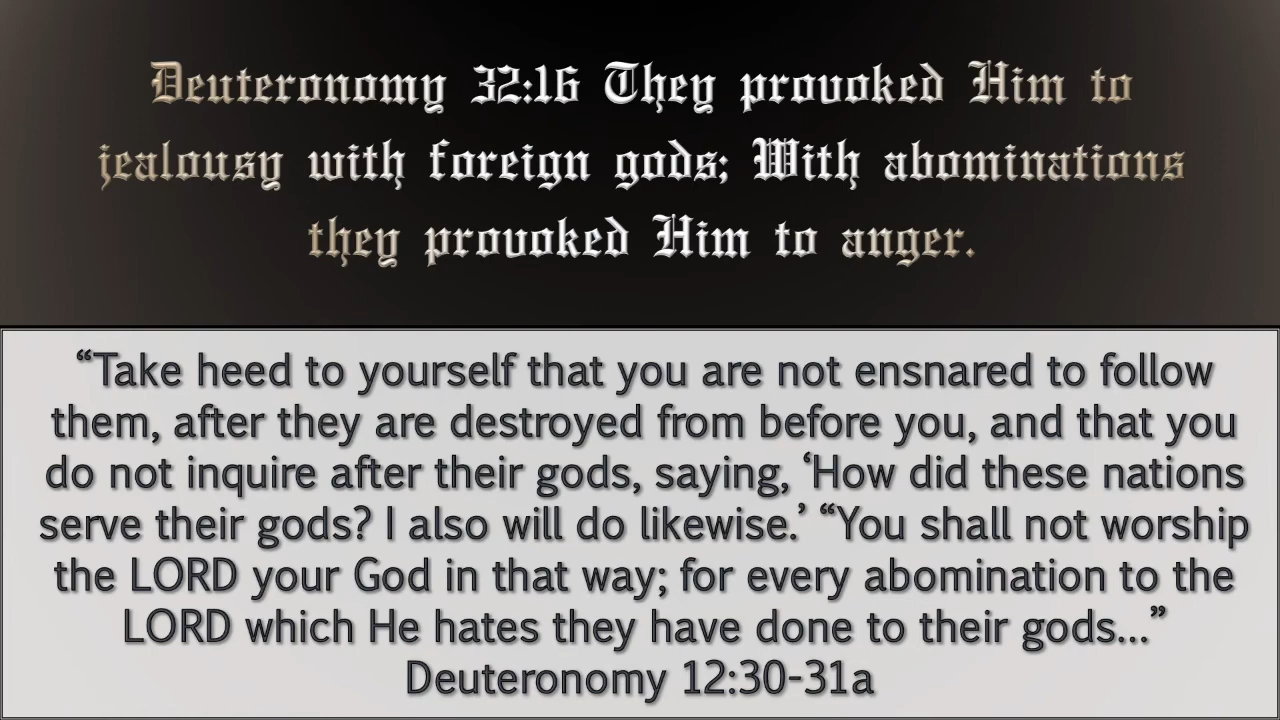 Deuteronomy 32:16 They provoked Him to
jealousy with foreign gods; With abominations
they provoked Him to anger.
“Take heed to yourself that you are not ensnared to follow
them, after they are destroyed from before you, and that you
do not inquire after their gods, saying, ‘How did these nations
serve their gods? I also will do likewise.’ “You shall not worship
the LORD your God in that way; for every abomination to the
LORD which He hates they have done to their gods...”
Deuteronomy 12:30-31a